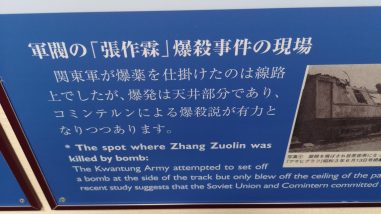 軍閥の「張作霖」爆殺事件の現場
関東軍が爆薬を仕掛けたのは線路
上でしたが、爆発は天井部分であり、
コミンテルンによる爆殺説が有力と
なりつつあります。
* The spot where Zhang Zuolin was
killed by bomb:
The Kwantung Army attempted to set off
a bomb at the side of the track but only blew off the ceiling of the pa
recent study suggests that the Soviet Union and Comintern committed